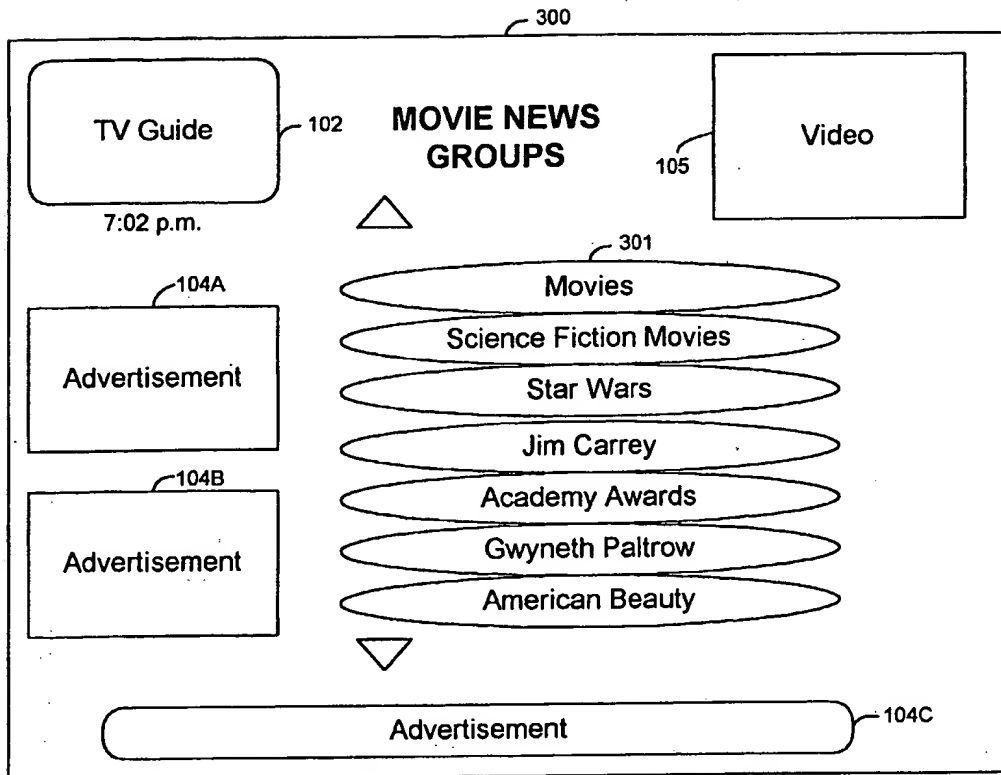 300
TV Guide
102
MOVIE NEWS
GROUPS
105
Video
7:02 p.m.
301
104A
Advertisement
104B
Advertisement
Movies
Science Fiction Movies
Star Wars
Jim Carrey
Academy Awards
Gwyneth Paltrow
American Beauty
Advertisement
104C